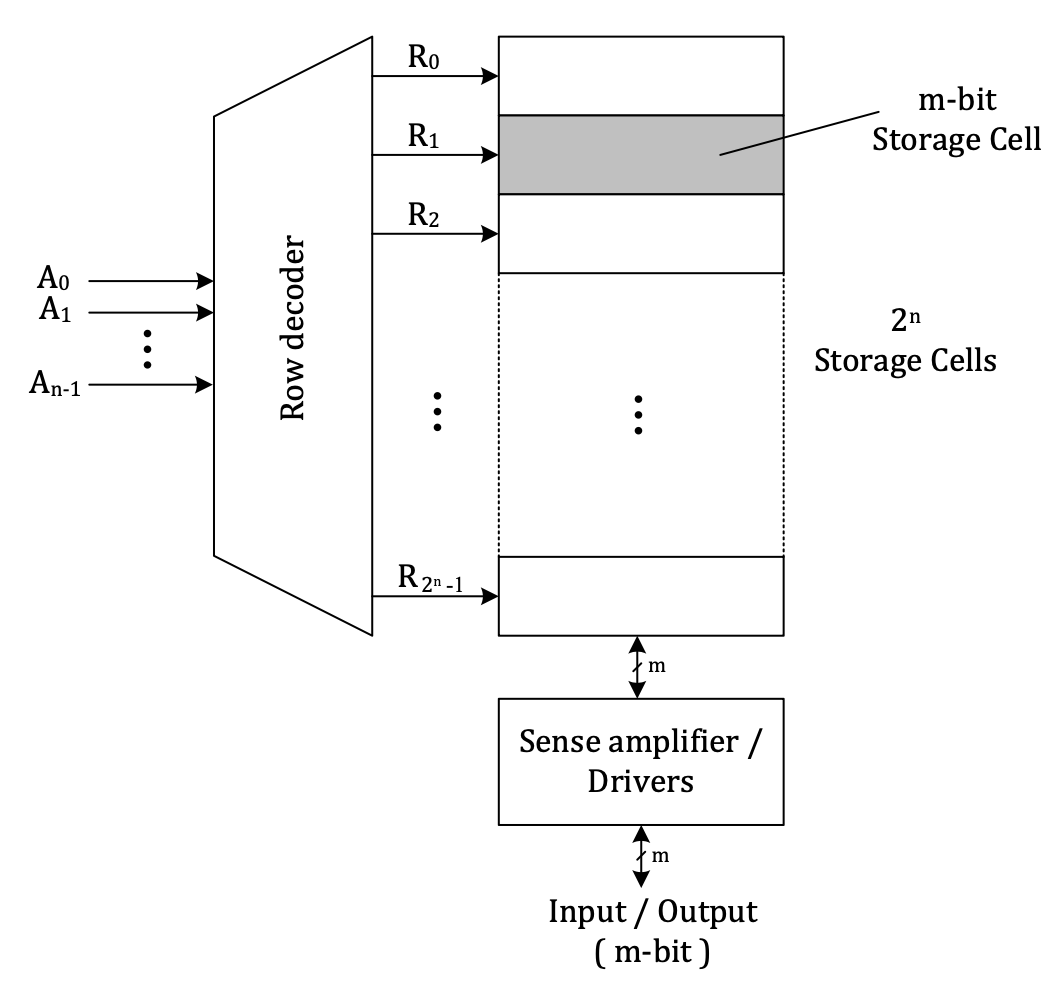 R₀
m-bit
Storage Cell
R₁
R₂
A₀
A₁
Aₙ₋₁
Row decoder
2ⁿ
Storage Cells
R₂ⁿ₋₁
m
Sense amplifier /
Drivers
m
Input / Output
( m-bit )